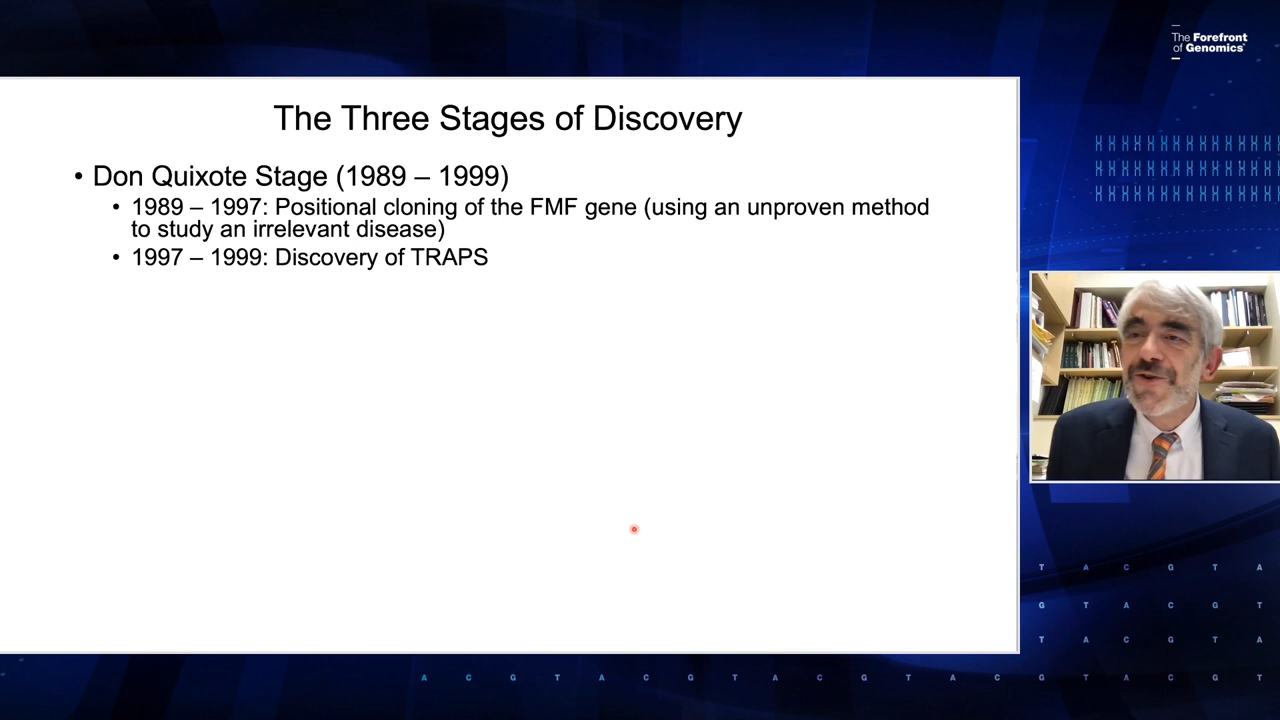 The Forefront
of Genomics®
The Three Stages of Discovery
• Don Quixote Stage (1989 – 1999)
• 1989 – 1997: Positional cloning of the FMF gene (using an unproven method
to study an irrelevant disease)
• 1997 – 1999: Discovery of TRAPS
T A C G T A
G T A C G T
T A C G T A
A C G T A C G T A C G T A C G T A C G T